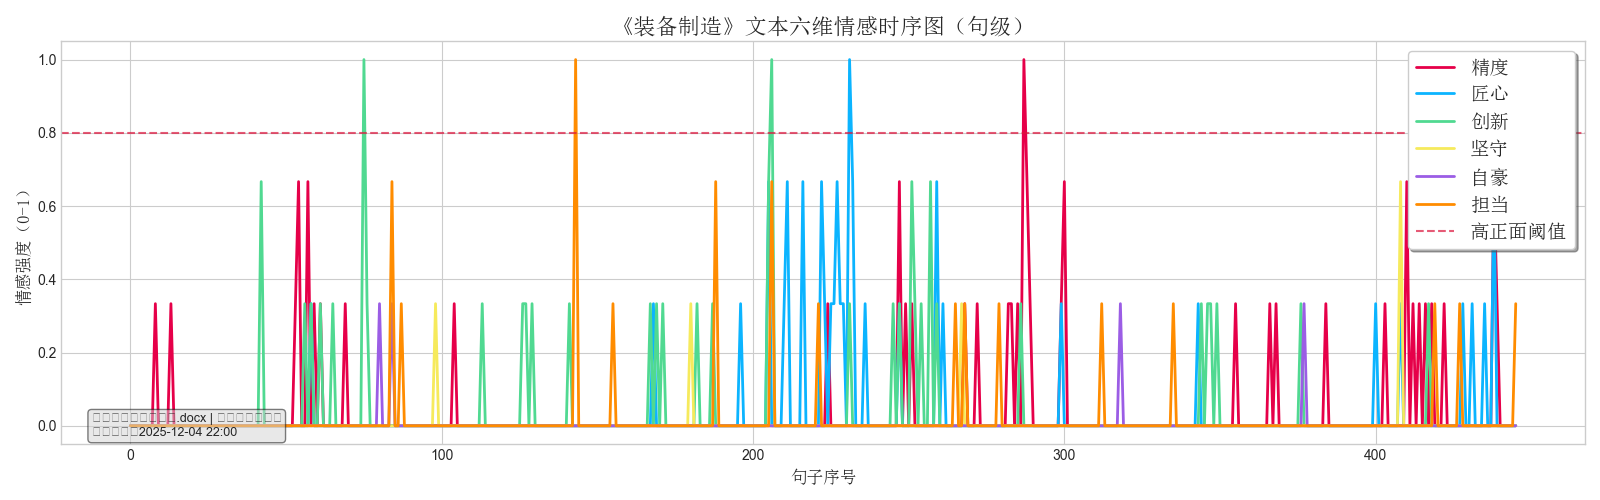 《装备制造》文本六维情感时序图（句级）
情感强度（0-1）
1.0
0.8
0.6
0.4
0.2
0.0
精度
匠心
创新
坚守
自豪
担当
高正面阈值
.docx |
2025-12-04 22:00
0
100
200
300
400
句子序号